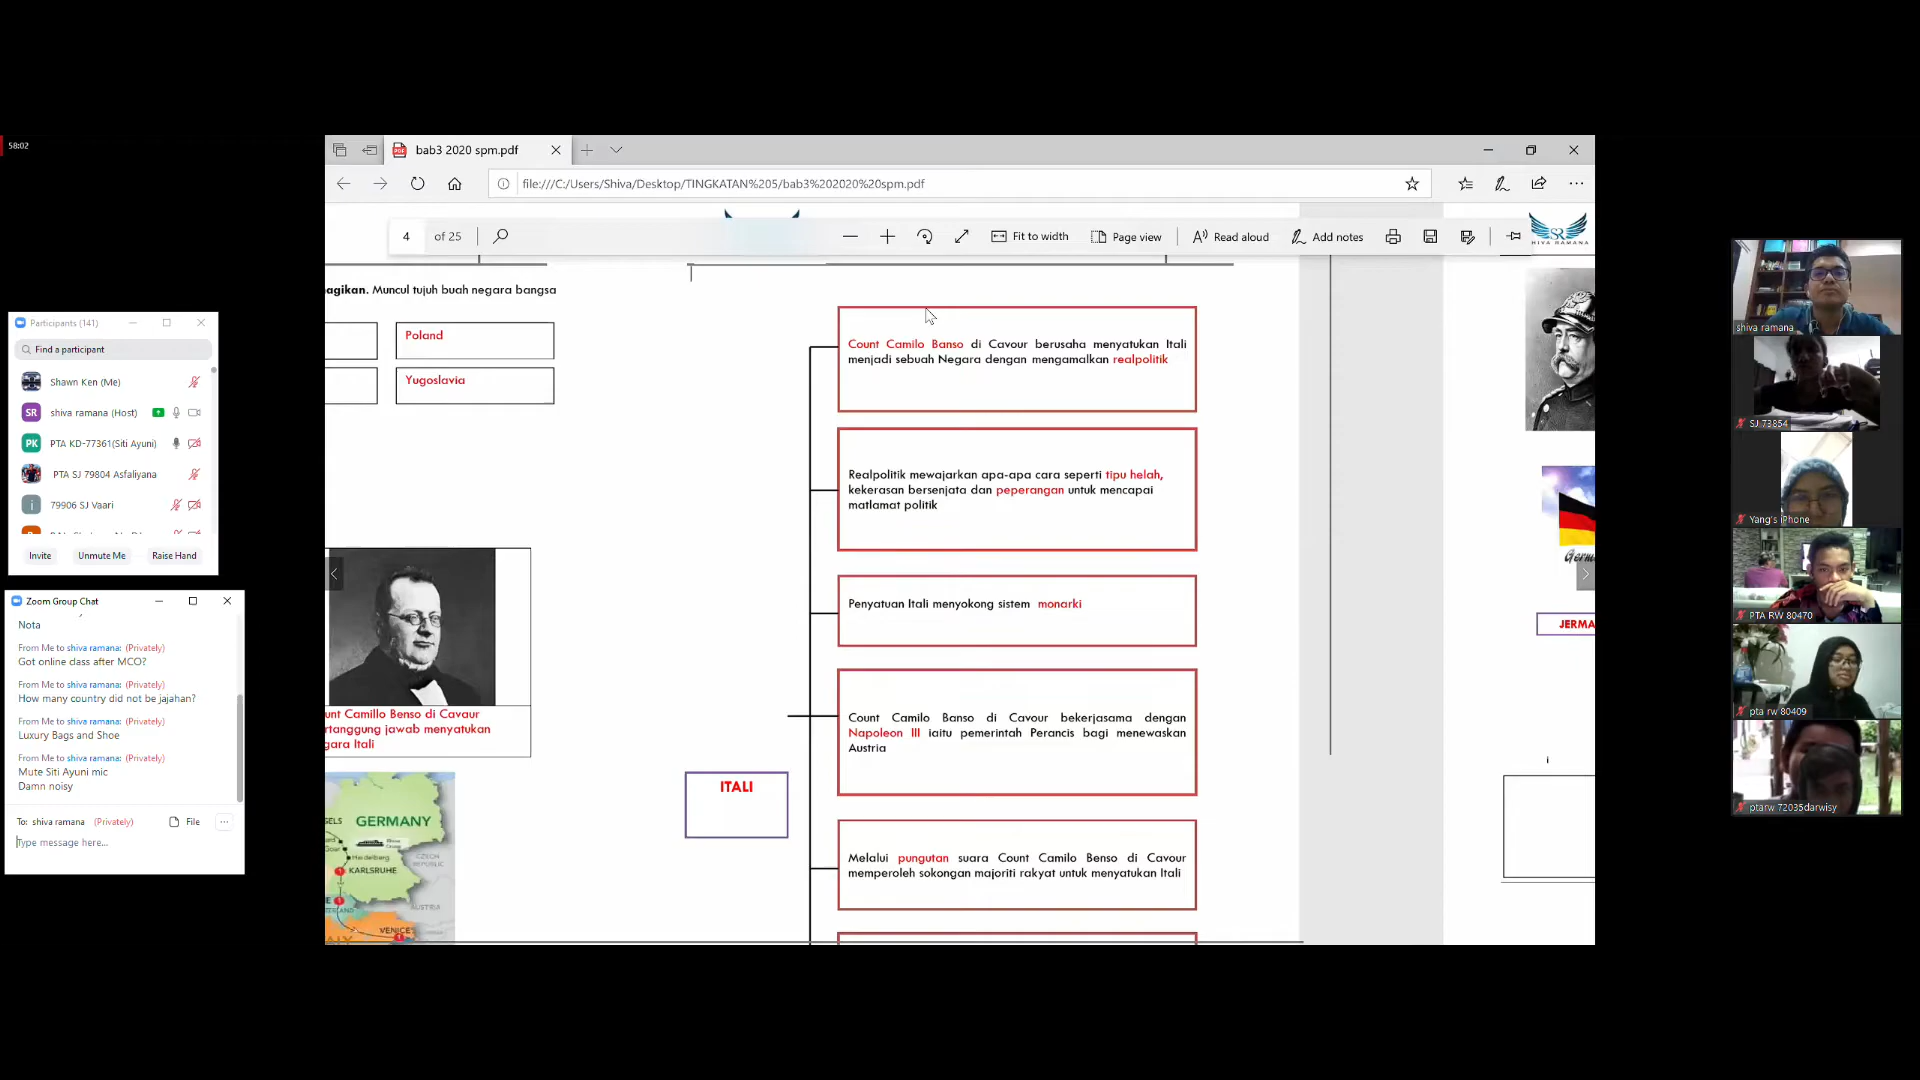 58:02
bab3 2020 spm.pdf
file:///C:/Users/Shiva/Desktop/TINGKATAN%205/bab3%202020%20spm.pdf
4 of 25
Fit to width
Page view
Read aloud
Add notes
SR
HIVA RAMANA
Participants (141)
Find a participant
Shawn Ken (Me)
SR shiva ramana (Host)
PK PTA KD-77361(Siti Ayuni)
PTA SJ 79804 Asfaliyana
i 79906 SJ Vaari
Invite
Unmute Me
Raise Hand
Zoom Group Chat
Nota
From Me to shiva ramana: (Privately)
Got online class after MCO?
From Me to shiva ramana: (Privately)
How many country did not be jajahan?
From Me to shiva ramana: (Privately)
Luxury Bags and Shoe
From Me to shiva ramana: (Privately)
Mute Siti Ayuni mic
Damn noisy
To: shiva ramana (Privately)
File
Type message here...
agikan. Muncul tujuh buah negara bangsa
Poland
Yugoslavia
unt Camillo Benso di Cavaur
rtanggung jawab menyatukan
gara Itali
GERMANY
Heidelberg
CZECH
REPUBLIC
KARLSRUHE
AUSTRIA
VENICE
ITALI
Count Camilo Banso di Cavour berusaha menyatukan Itali
menjadi sebuah Negara dengan mengamalkan realpolitik
Realpolitik mewajarkan apa-apa cara seperti tipu helah,
kekerasan bersenjata dan peperangan untuk mencapai
matlamat politik
Penyatuan Itali menyokong sistem monarki
Count Camilo Banso di Cavour bekerjasama dengan
Napoleon III iaitu pemerintah Perancis bagi menewaskan
Austria
Melalui pungutan suara Count Camilo Benso di Cavour
memperoleh sokongan majoriti rakyat untuk menyatukan Itali
Germ
JERMA
shiva ramana
SJ 73854
Yang's iPhone
PTA RW 80470
pta rw 80409
ptarw 72035darwisy